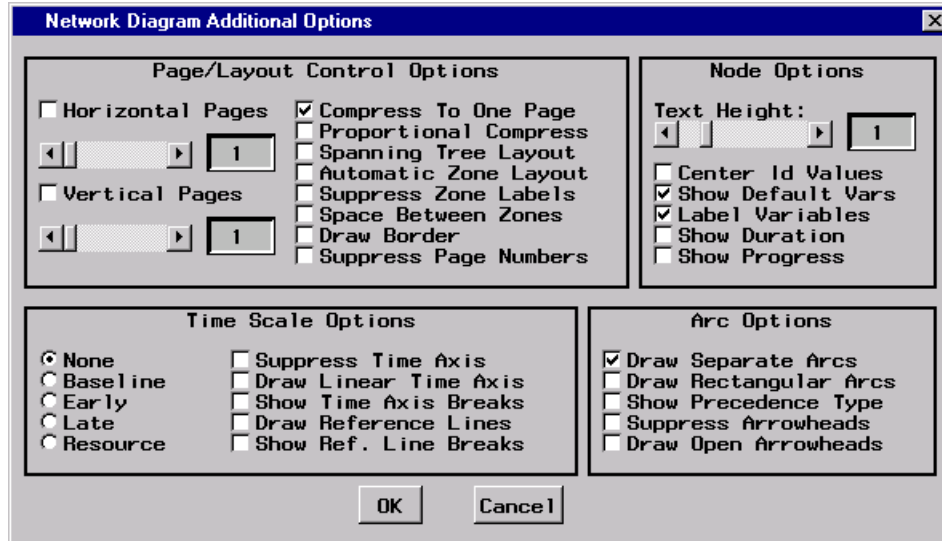 Network Diagram Additional Options
Page/Layout Control Options
Horizontal Pages
1
Vertical Pages
1
Compress To One Page
Proportional Compress
Spanning Tree Layout
Automatic Zone Layout
Suppress Zone Labels
Space Between Zones
Draw Border
Suppress Page Numbers
Node Options
Text Height:
1
Center Id Values
Show Default Vars
Label Variables
Show Duration
Show Progress
Time Scale Options
None
Baseline
Early
Late
Resource
Suppress Time Axis
Draw Linear Time Axis
Show Time Axis Breaks
Draw Reference Lines
Show Ref. Line Breaks
Arc Options
Draw Separate Arcs
Draw Rectangular Arcs
Show Precedence Type
Suppress Arrowheads
Draw Open Arrowheads
OK
Cancel